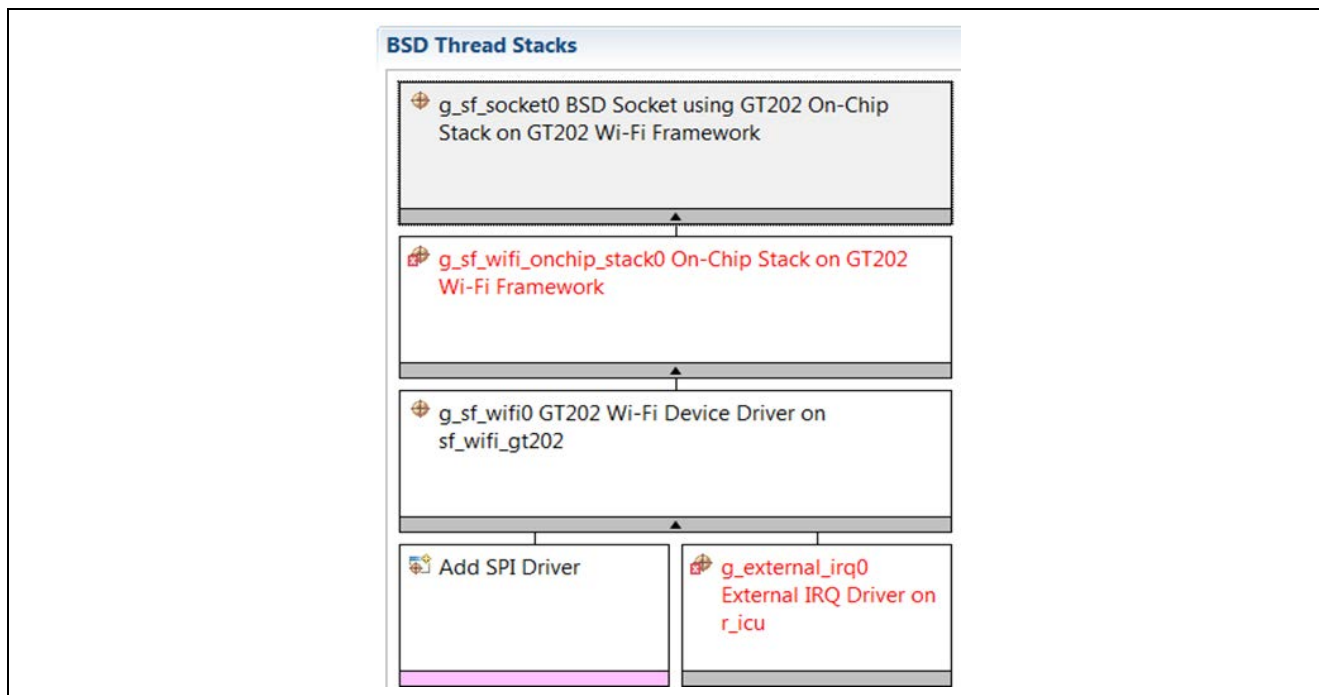 BSD Thread Stacks
g_sf_socket0 BSD Socket using GT202 On-Chip
Stack on GT202 Wi-Fi Framework
g_sf_wifi_onchip_stack0 On-Chip Stack on GT202
Wi-Fi Framework
g_sf_wifi0 GT202 Wi-Fi Device Driver on
sf_wifi_gt202
Add SPI Driver
g_external_irq0
External IRQ Driver on
r_icu